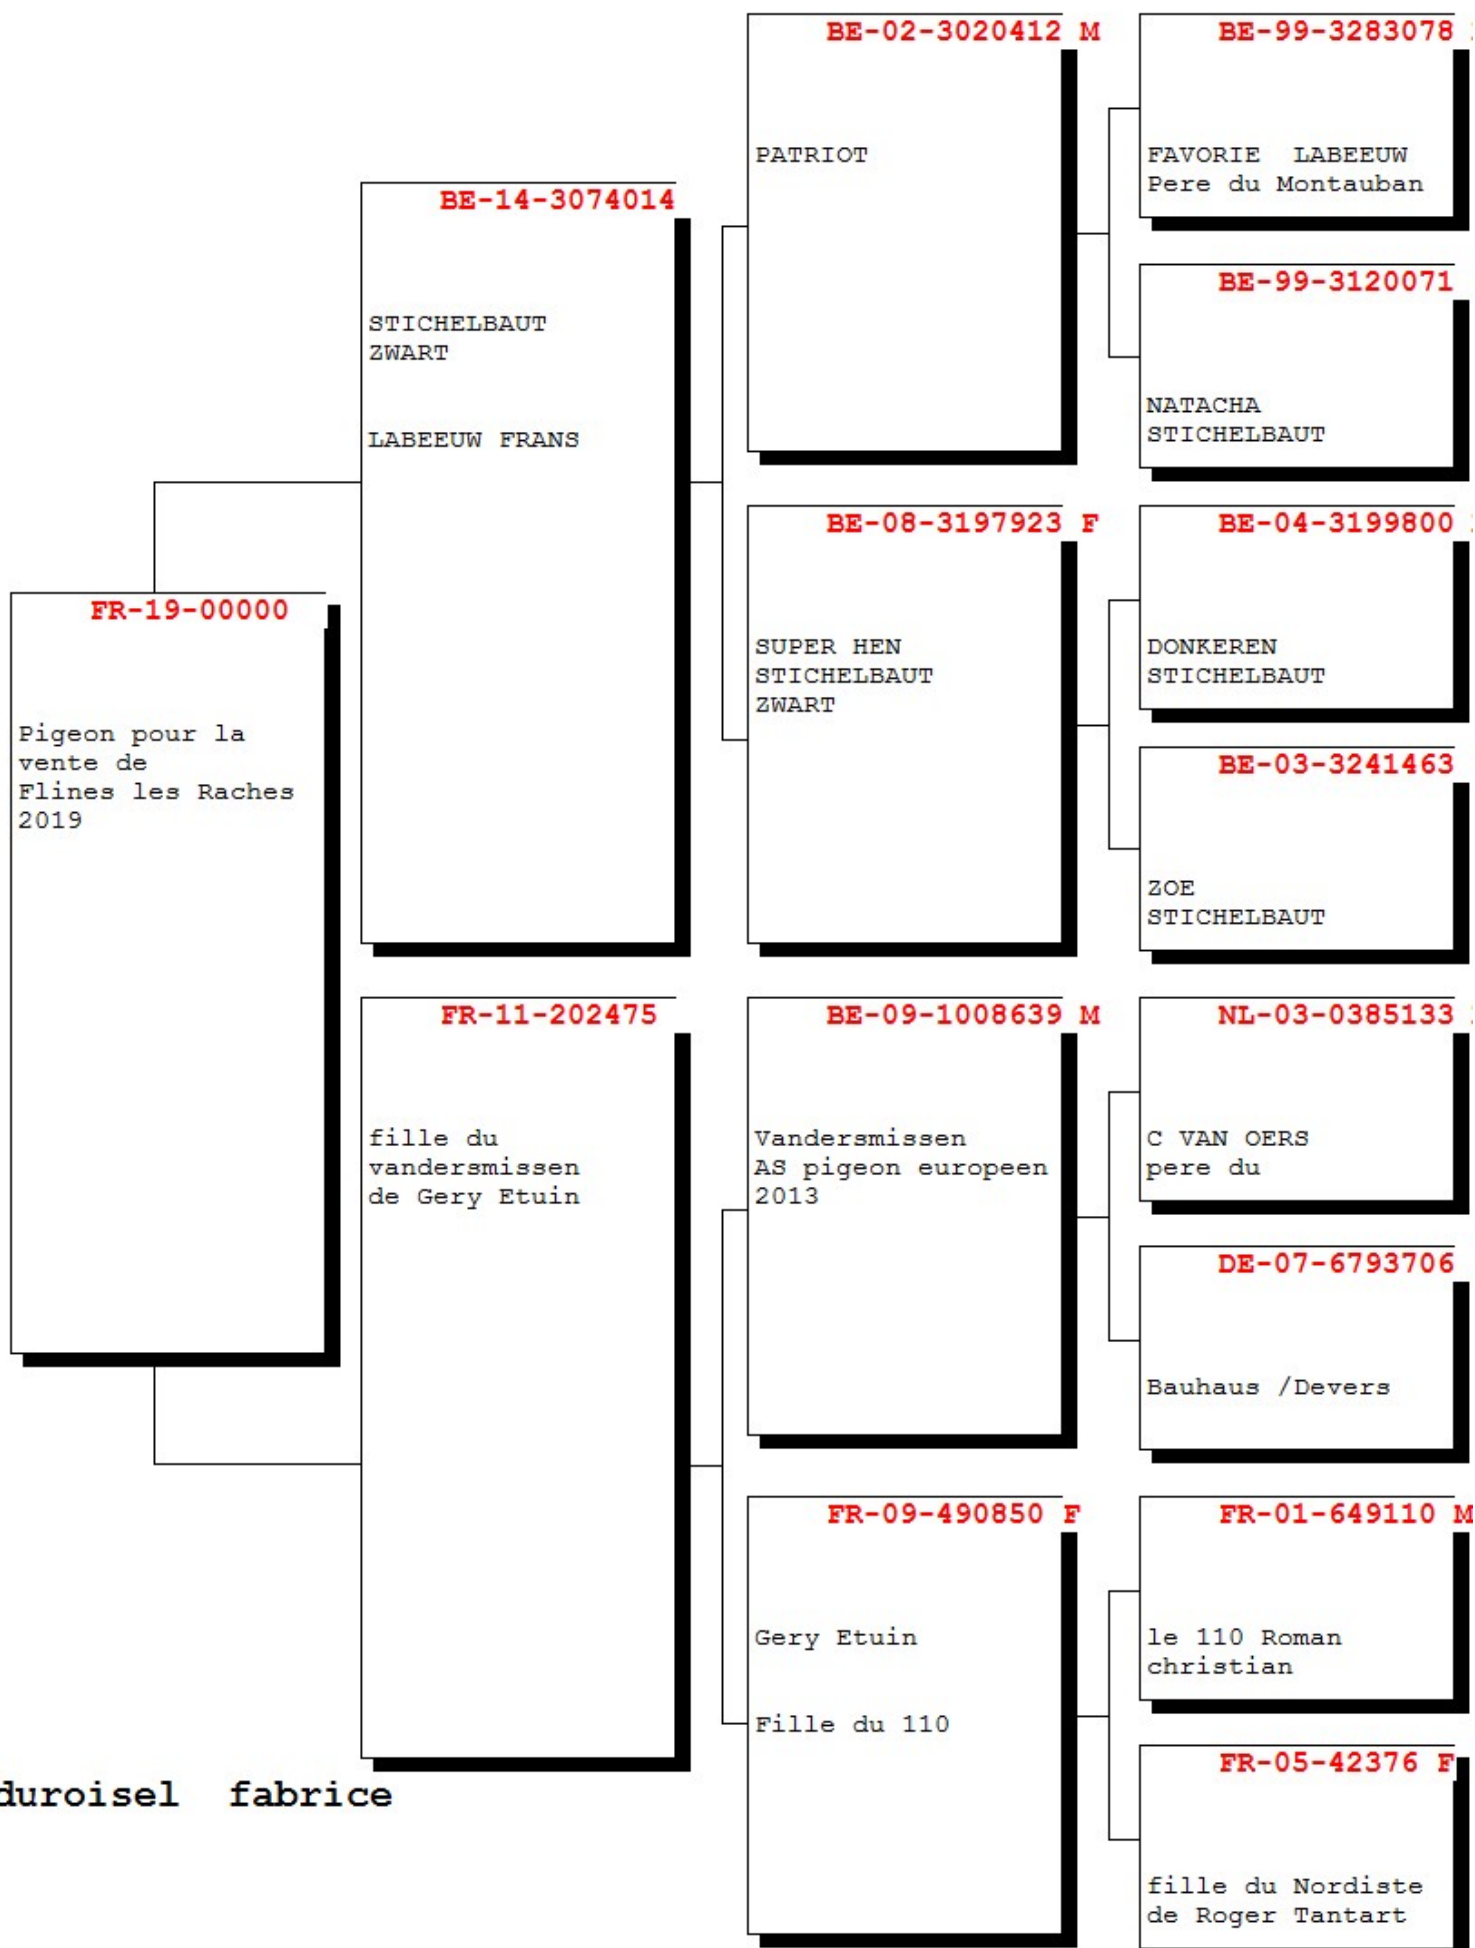 FR-19-00000
Pigeon pour la
vente de
Flines les Raches
2019
BE-14-3074014
STICHELBAUT
ZWART
LABEEUW FRANS
FR-11-202475
fille du
vandersmissen
de Gery Etuin
BE-02-3020412 M
PATRIOT
BE-08-3197923 F
SUPER HEN
STICHELBAUT
ZWART
BE-09-1008639 M
Vandersmissen
AS pigeon europeen
2013
FR-09-490850 F
Gery Etuin
Fille du 110
BE-99-3283078
FAVORIE LABEEUW
Pere du Montauban
BE-99-3120071
NATACHA
STICHELBAUT
BE-04-3199800
DONKEREN
STICHELBAUT
BE-03-3241463
ZOE
STICHELBAUT
NL-03-0385133
C VAN OERS
pere du
DE-07-6793706
Bauhaus /Devers
FR-01-649110 M
le 110 Roman
christian
FR-05-42376 F
fille du Nordiste
de Roger Tantart
duroisel fabrice